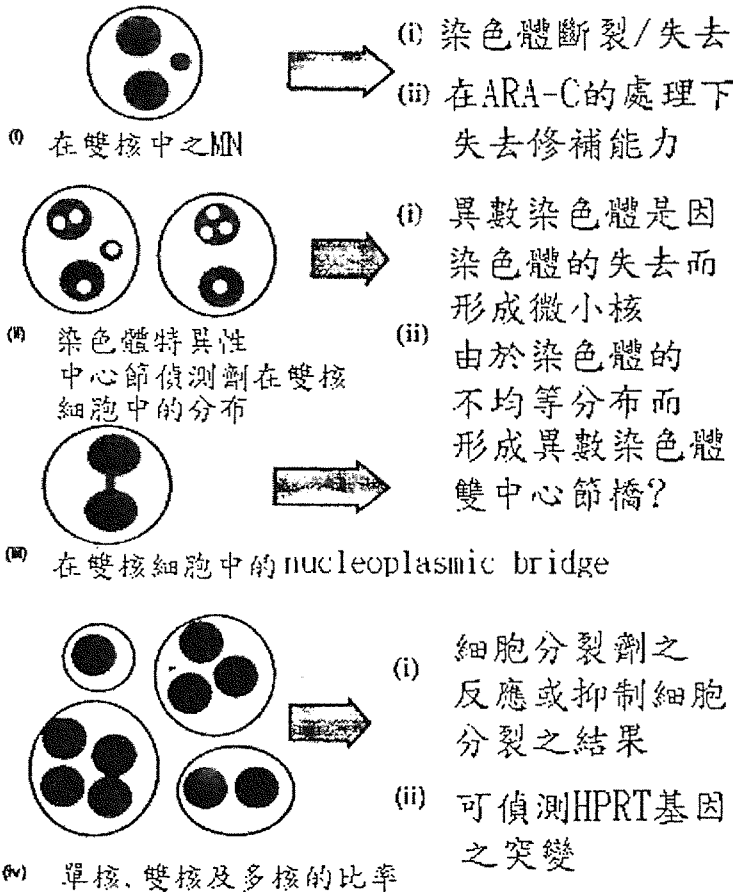 (i) 染色體斷裂/失去
(ii) 在ARA-C的處理下
失去修補能力
(i) 在雙核中之MN
(i) 異數染色體是因
染色體的失去而
形成微小核
(ii) 由於染色體的
不均等分布而
形成異數染色體
雙中心節橋?
(ii) 染色體特異性
中心節偵測劑在雙核
細胞中的分布
(iii) 在雙核細胞中的nucleoplasmic bridge
(i) 細胞分裂劑之
反應或抑制細胞
分裂之結果
(ii) 可偵測HPRT基因
之突變
(iv) 單核、雙核及多核的比率